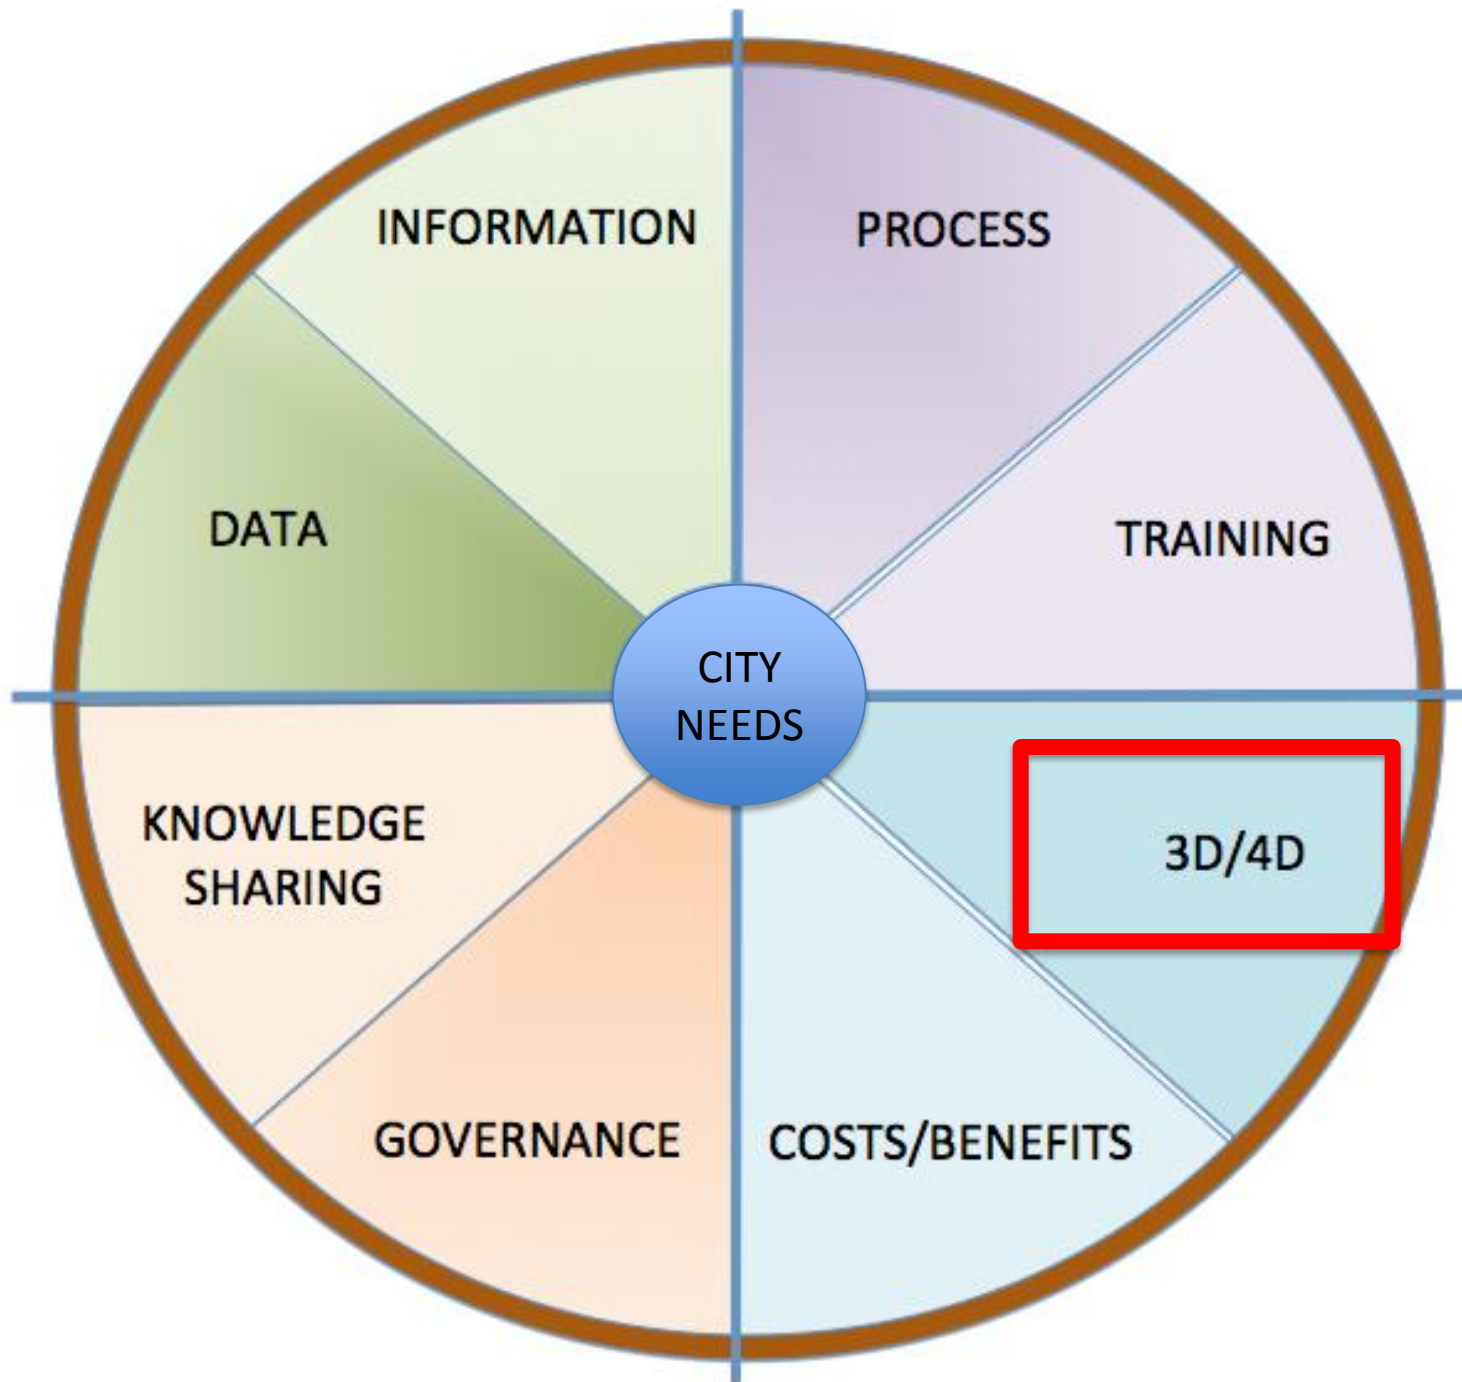 INFORMATION
PROCESS
DATA
TRAINING
CITY
NEEDS
KNOWLEDGE
SHARING
3D/4D
GOVERNANCE
COSTS/BENEFITS